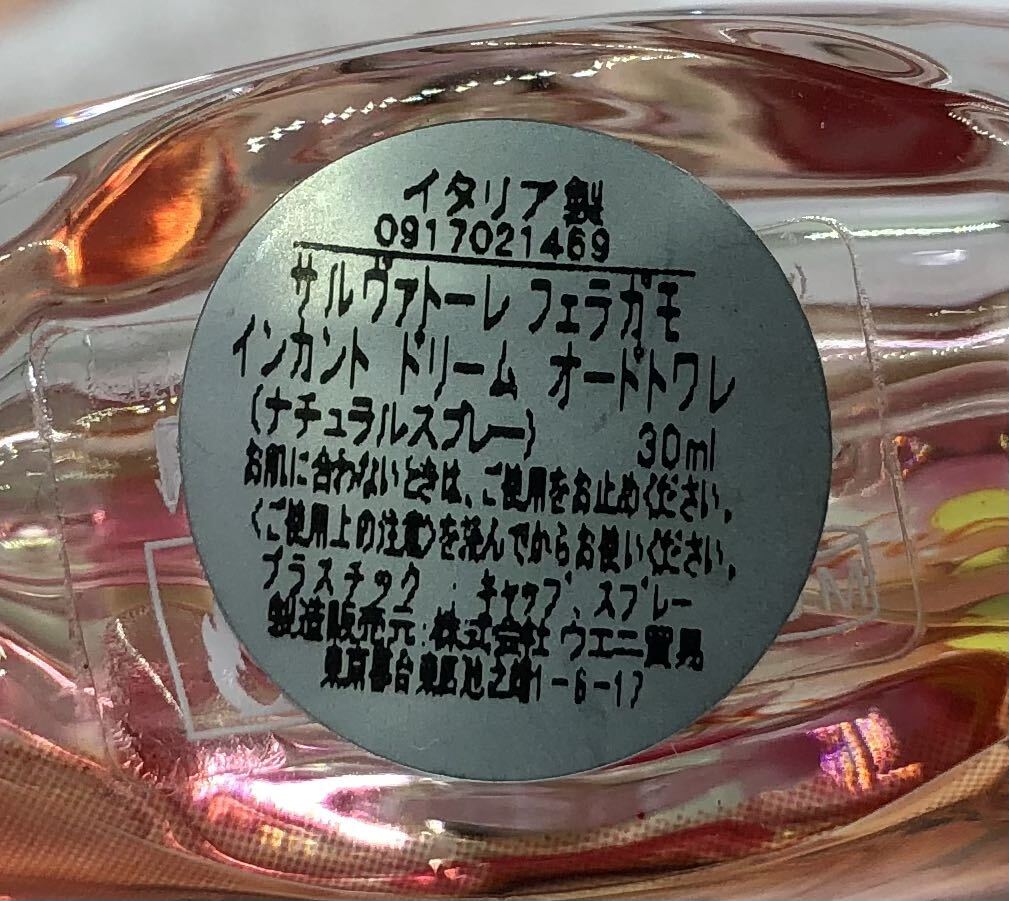 イタリア製
0917021469
サルヴァトーレ フェラガモ
インカント ドリーム オードトワレ
(ナチュラルスプレー) 30ml
お肌に合わないときは、ご使用をお止めください。
〈ご使用上の注意〉を読んでからお使いください。
プラスチック : キャップ、スプレー
製造販売元:株式会社 ウエニ貿易
東京都台東区池之端1-6-17